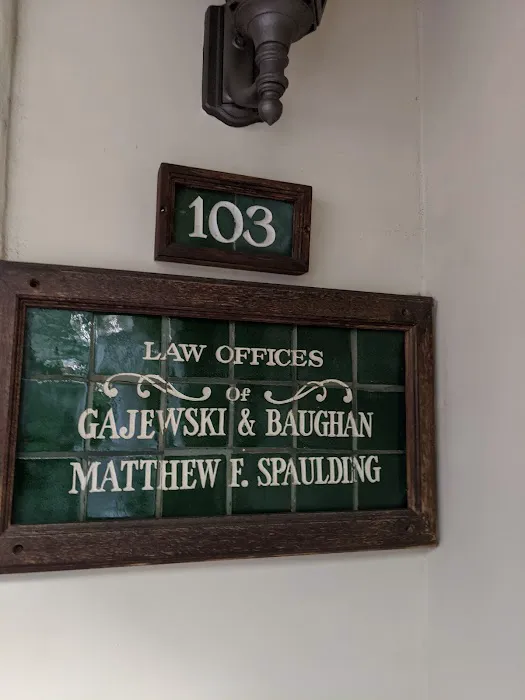 103
LAW OFFICES
Of
GAJEWSKI & BAUGHAN
MATTHEW F. SPAULDING